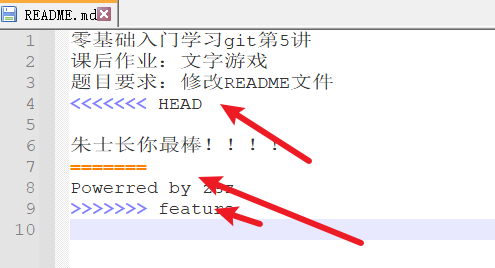 README.md
1 零基础入门学习git第5讲
2 课后作业：文字游戏
3 题目要求：修改README文件
4 <<<<<<< HEAD
5
6 朱士长你最棒！！！！
7 =======
8 Powerred by
9 >>>>>>> feature
10